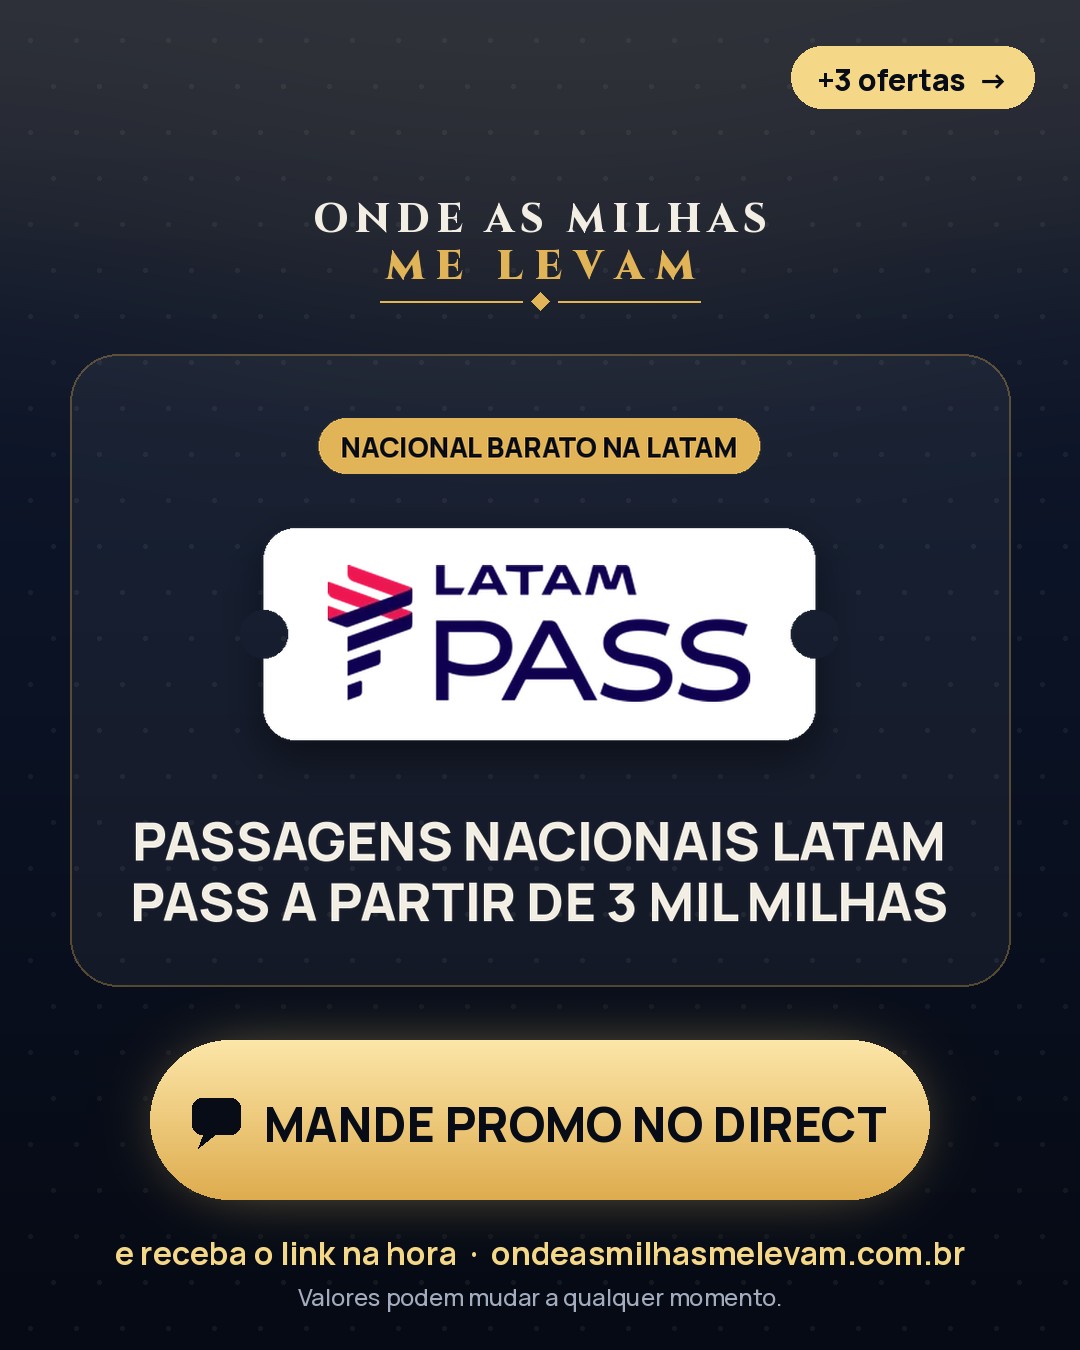 +3 ofertas →
ONDE AS MILHAS
ME LEVAM
NACIONAL BARATO NA LATAM
LATAM
PASS
PASSAGENS NACIONAIS LATAM
PASS A PARTIR DE 3 MIL MILHAS
MANDE PROMO NO DIRECT
e receba o link na hora · ondeasmilhasmelevam.com.br
Valores podem mudar a qualquer momento.